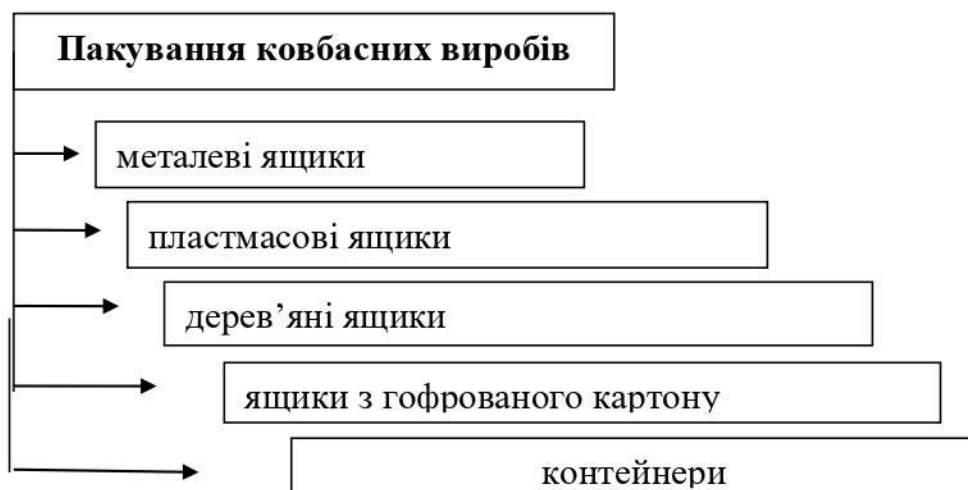 Пакування ковбасних виробів
металеві ящики
пластмасові ящики
дерев’яні ящики
ящики з гофрованого картону
контейнери